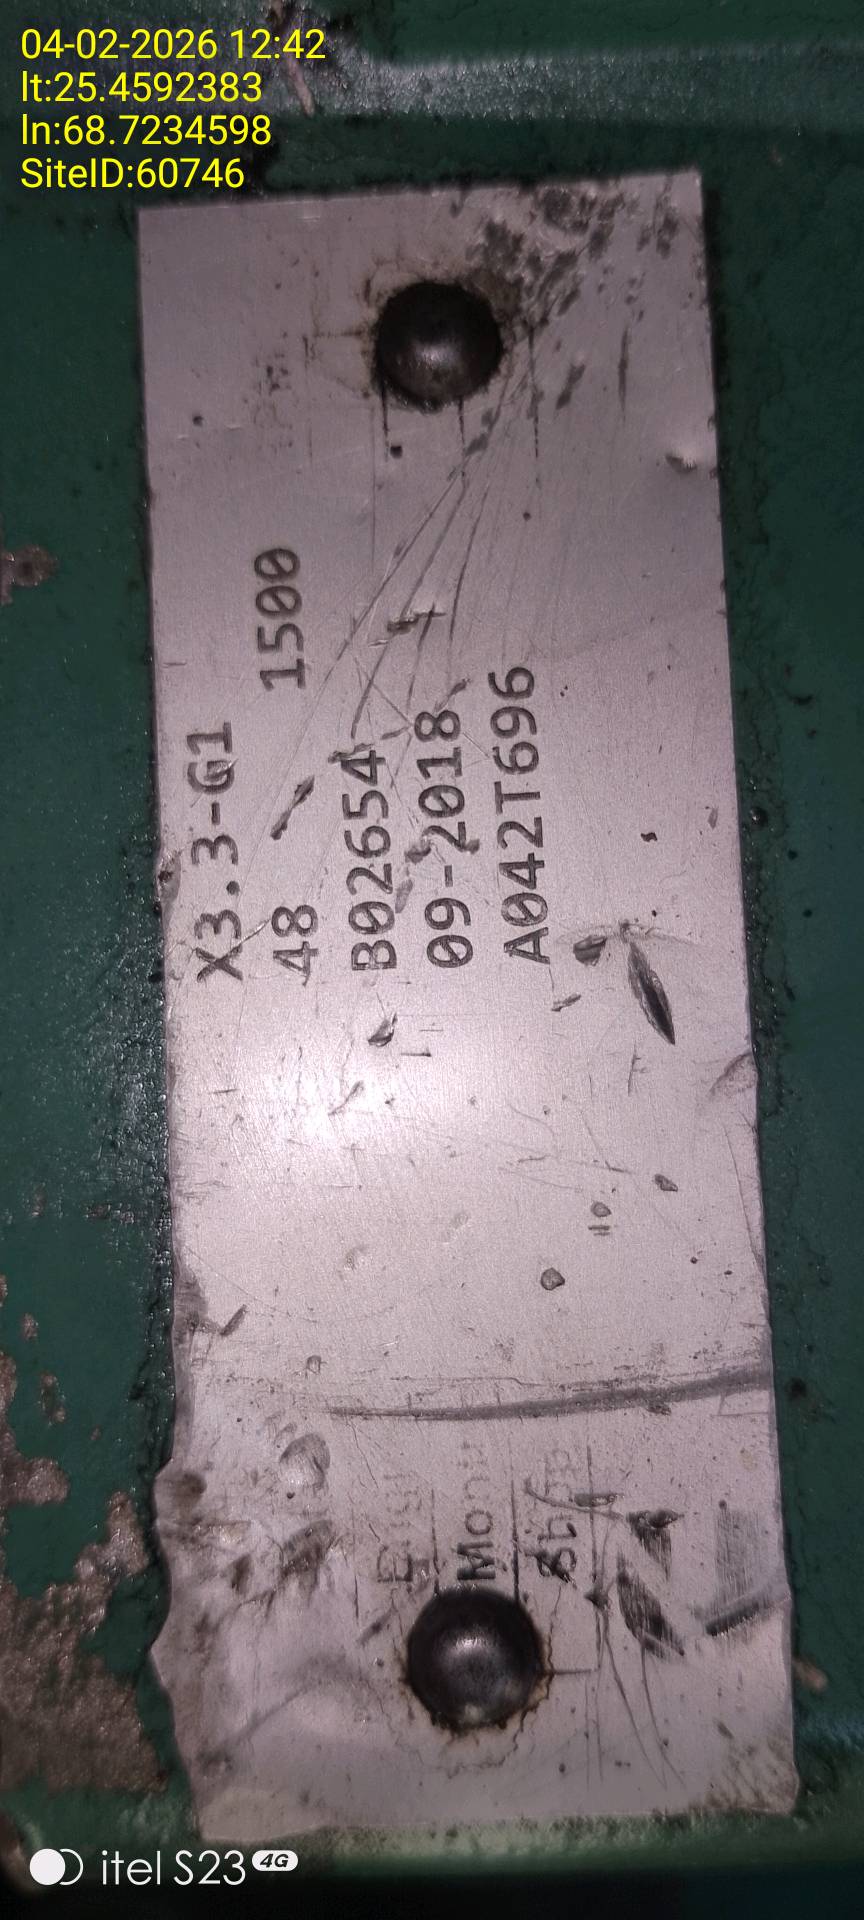 04-02-2026 12:42
lt:25.4592383
ln:68.7234598
SiteID:60746
X3.3-G1
48 1500
B02654
09-2018
A042T696
itel S23 4G